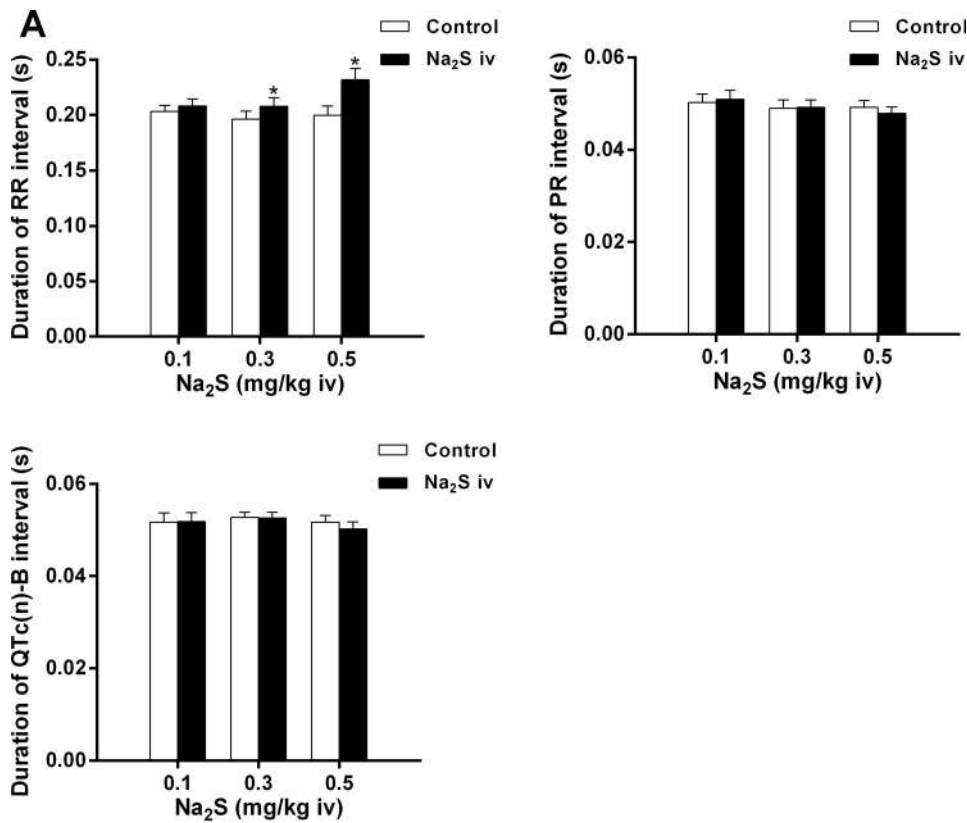 A
Control
Na₂S iv
Duration of RR interval (s)
0.25
0.20
0.15
0.10
0.05
0.00
*
*
0.1 0.3 0.5
Na₂S (mg/kg iv)
Control
Na₂S iv
Duration of PR interval (s)
0.06
0.04
0.02
0.00
0.1 0.3 0.5
Na₂S (mg/kg iv)
Control
Na₂S iv
Duration of QTc(n)-B interval (s)
0.06
0.04
0.02
0.00
0.1 0.3 0.5
Na₂S (mg/kg iv)